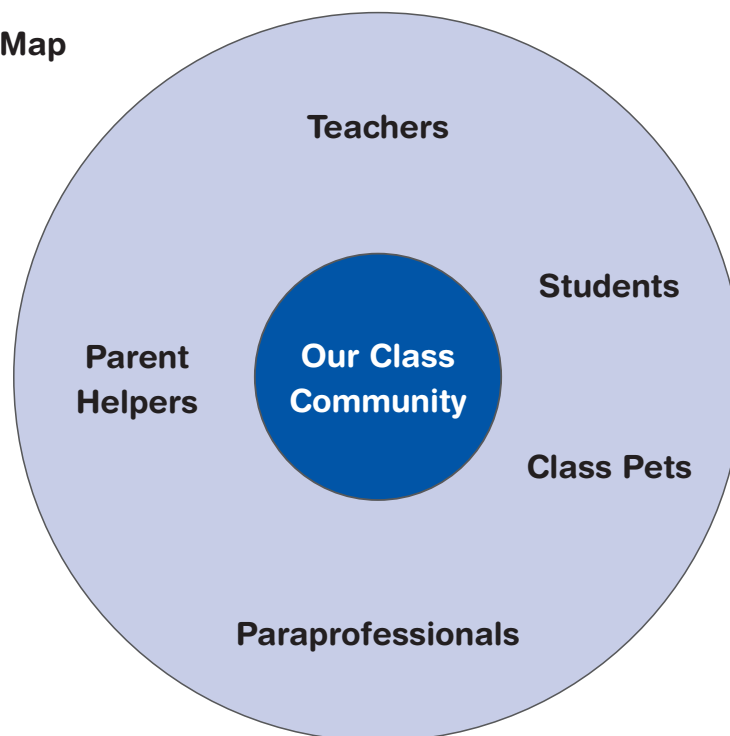 Map
Teachers
Students
Parent
Helpers
Our Class
Community
Class Pets
Paraprofessionals